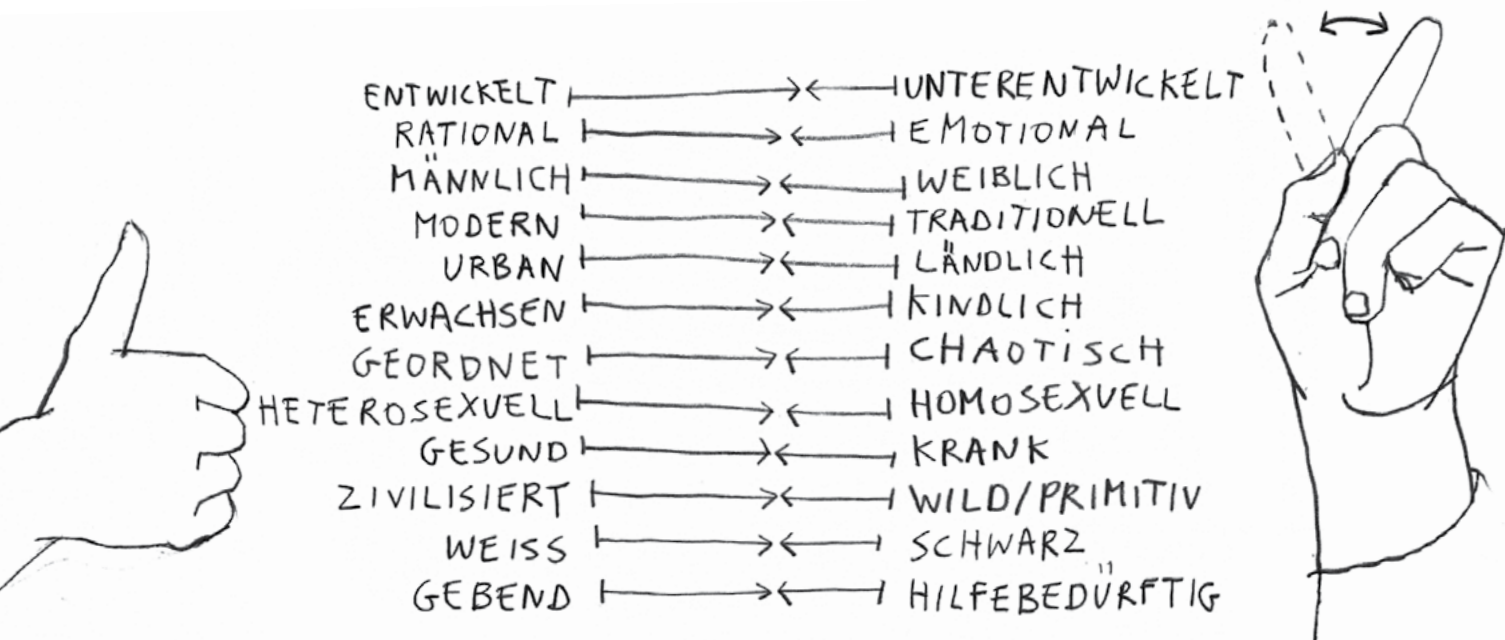 ENTWICKELT UNTERENTWICKELT
RATIONAL EMOTIONAL
MÄNNLICH WEIBLICH
MODERN TRADITIONELL
URBAN LÄNDLICH
ERWACHSEN KINDLICH
GEORDNET CHAOTiSCH
HETEROSEXUELL HOMOSEXUELL
GESUND KRANK
ZIVILISIERT WILD/PRIMITIV
WEISS SCHWARZ
GEBEND HILFEBEDÜRFTIG